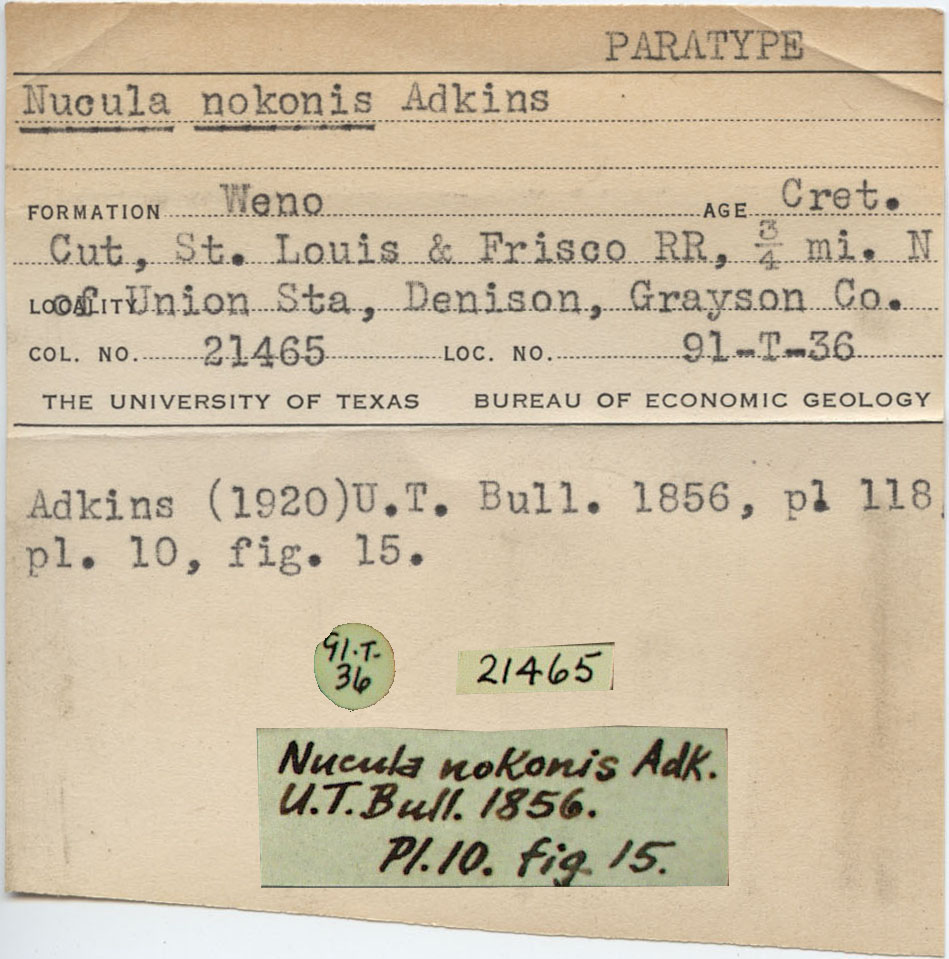 PARATYPE
Nucula nokonis Adkins
FORMATION Weno AGE Cret.
Cut, St. Louis & Frisco RR, 3/4 mi. N
LOCALITY of Union Sta, Denison, Grayson Co.
COL. NO. 21465 LOC. NO. 91-T-36
THE UNIVERSITY OF TEXAS BUREAU OF ECONOMIC GEOLOGY
Adkins (1920)U.T. Bull. 1856, pl 118,
pl. 10, fig. 15.
91.T.
36
21465
Nucula nokonis Adk.
U.T. Bull. 1856.
Pl. 10. fig. 15.